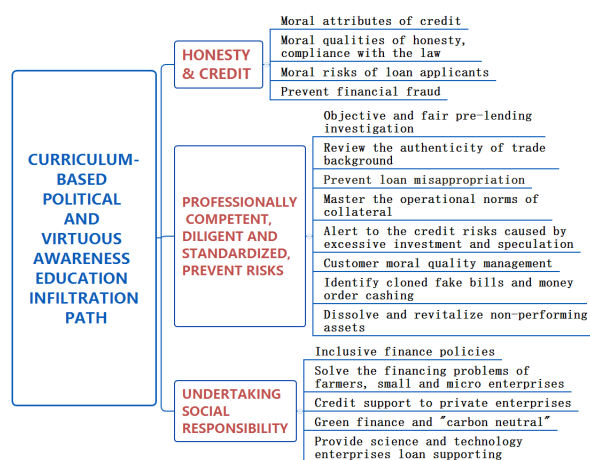 CURRICULUM-
BASED
POLITICAL
AND
VIRTUOUS
AWARENESS
EDUCATION
INFILTRATION
PATH
HONESTY
& CREDIT
Moral attributes of credit
Moral qualities of honesty,
compliance with the law
Moral risks of loan applicants
Prevent financial fraud
PROFESSIONALLY
COMPETENT,
DILIGENT AND
STANDARDIZED,
PREVENT RISKS
Objective and fair pre-lending
investigation
Review the authenticity of trade
background
Prevent loan misappropriation
Master the operational norms of
collateral
Alert to the credit risks caused by
excessive investment and speculation
Customer moral quality management
Identify cloned fake bills and money
order cashing
Dissolve and revitalize non-performing
assets
UNDERTAKING
SOCIAL
RESPONSIBILITY
Inclusive finance policies
Solve the financing problems of
farmers, small and micro enterprises
Credit support to private enterprises
Green finance and "carbon neutral"
Provide science and technology
enterprises loan supporting